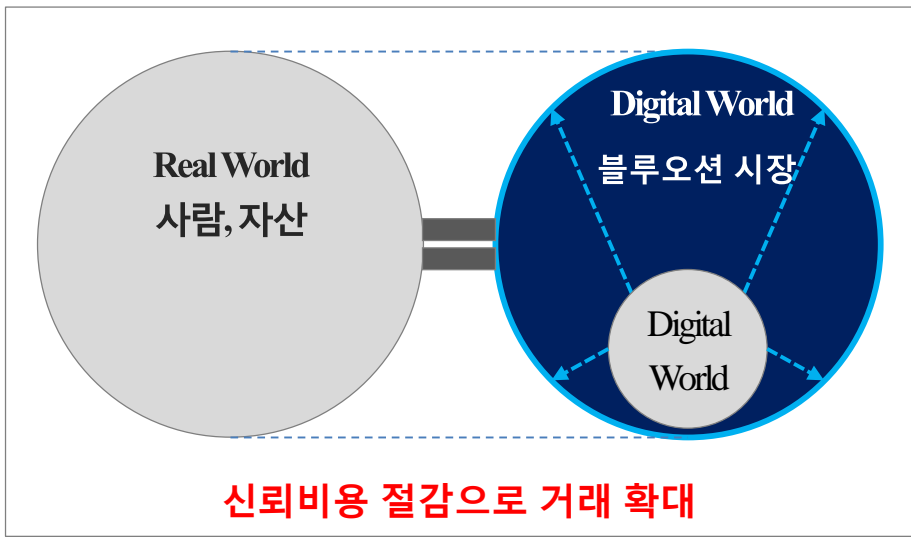 Real World
사람, 자산
Digital World
블루오션 시장
Digital
World
신뢰비용 절감으로 거래 확대